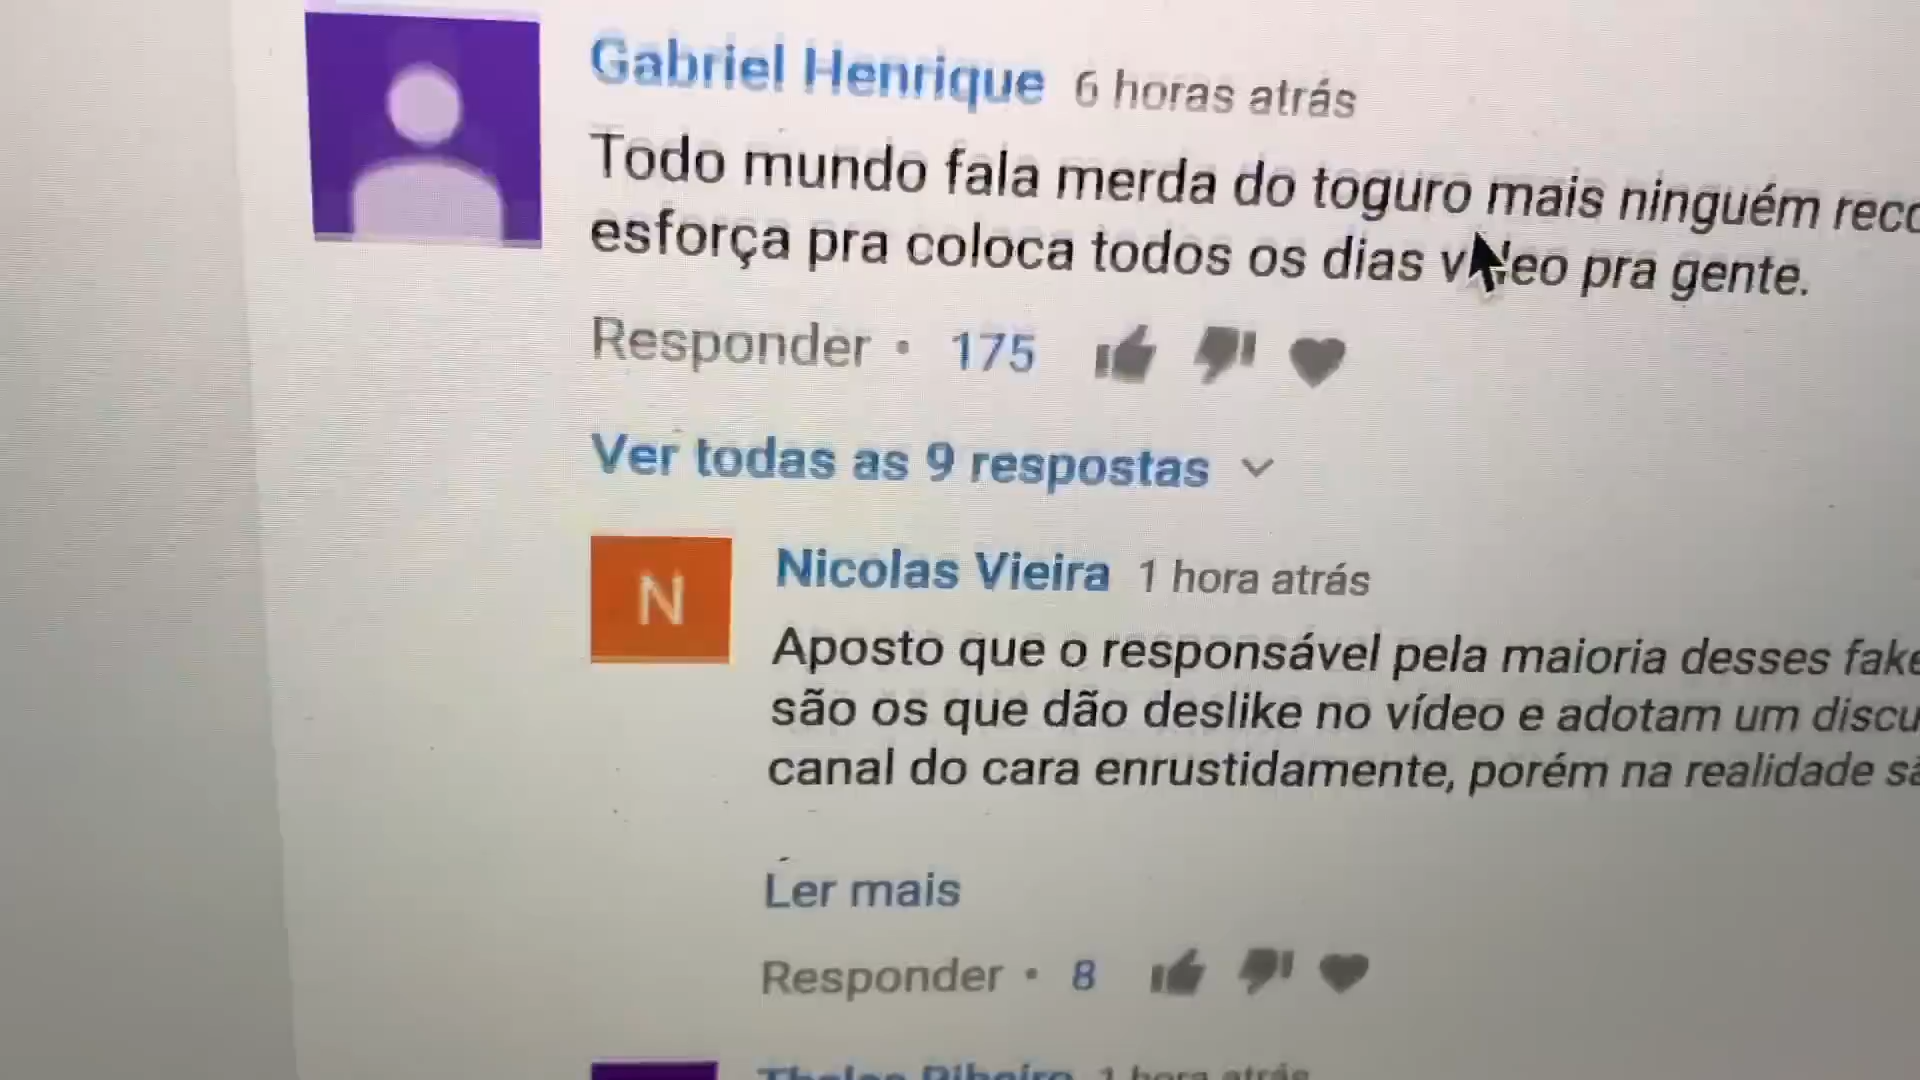 Gabriel Henrique 6 horas atrás
Todo mundo fala merda do toguro mais ninguém
esforça pra coloca todos os dias pra gente.
Responder • 175
Ver todas as 9 respostas
N
Nicolas Vieira 1 hora atrás
Aposto que o responsável pela maioria desses
são os que dão deslike no vídeo e adotam um
canal do cara enrustidamente, porém na realidade
Ler mais
Responder • 8
1 hora atrás